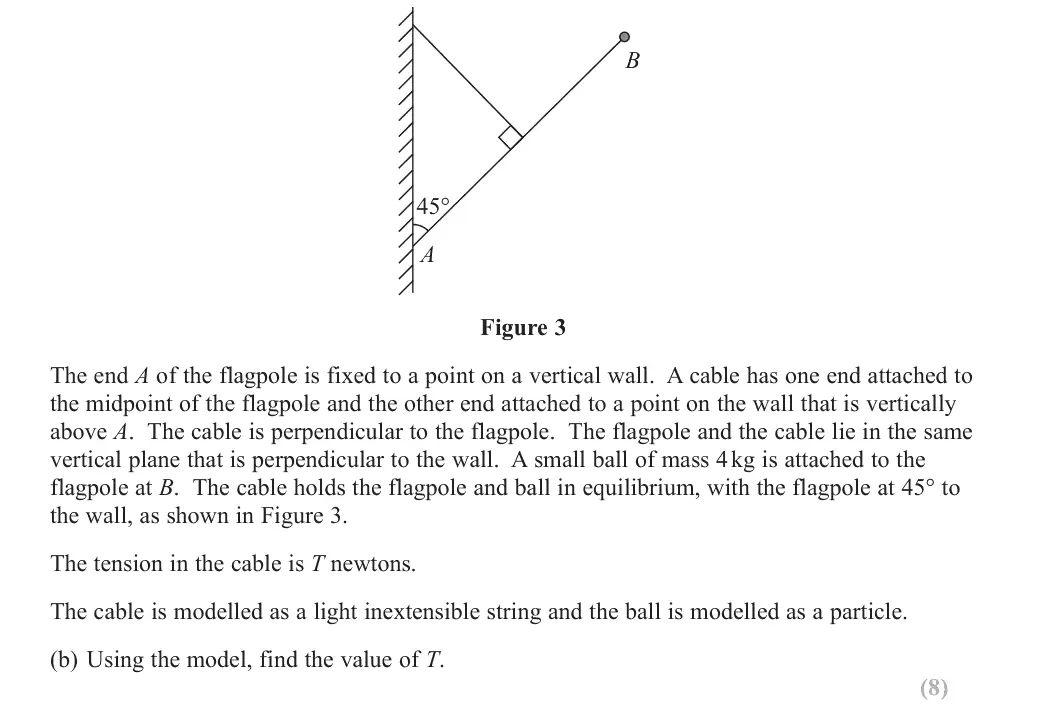 B
45°
A
Figure 3
The end A of the flagpole is fixed to a point on a vertical wall. A cable has one end attached to
the midpoint of the flagpole and the other end attached to a point on the wall that is vertically
above A. The cable is perpendicular to the flagpole. The flagpole and the cable lie in the same
vertical plane that is perpendicular to the wall. A small ball of mass 4 kg is attached to the
flagpole at B. The cable holds the flagpole and ball in equilibrium, with the flagpole at 45° to
the wall, as shown in Figure 3.
The tension in the cable is T newtons.
The cable is modelled as a light inextensible string and the ball is modelled as a particle.
(b) Using the model, find the value of T.
(8)